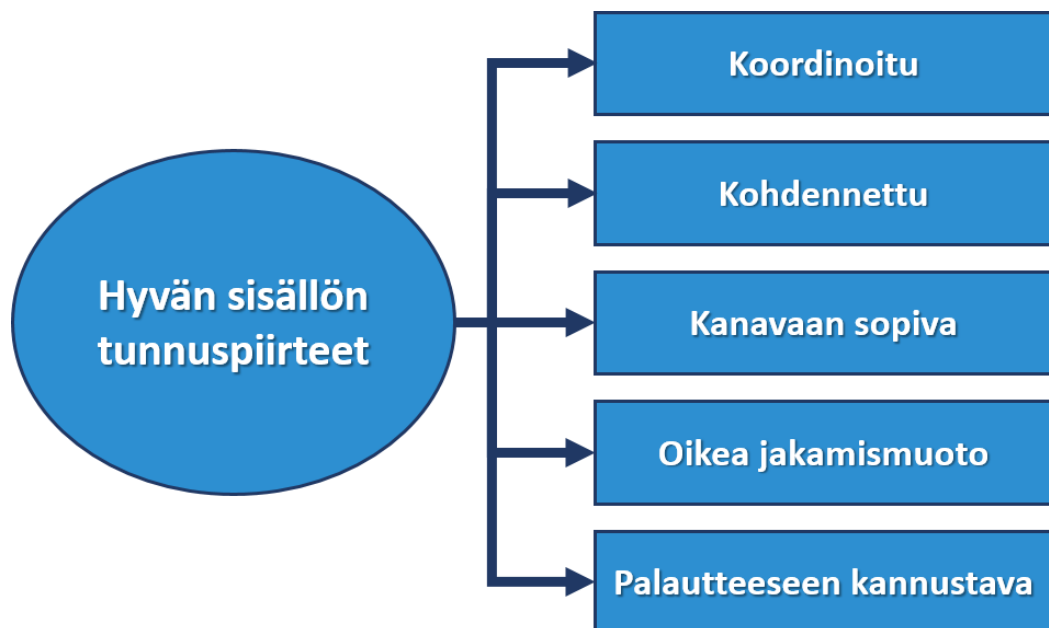 Hyvän sisällön
tunnuspiirteet
Koordinoitu
Kohdennettu
Kanavaan sopiva
Oikea jakamismuoto
Palautteeseen kannustava